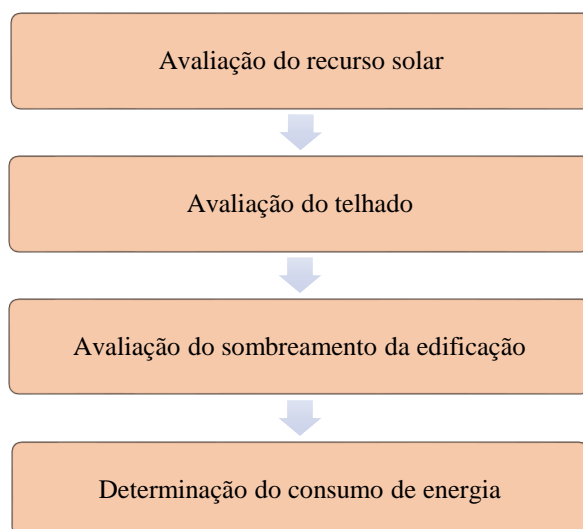 Avaliação do recurso solar
Avaliação do telhado
Avaliação do sombreamento da edificação
Determinação do consumo de energia